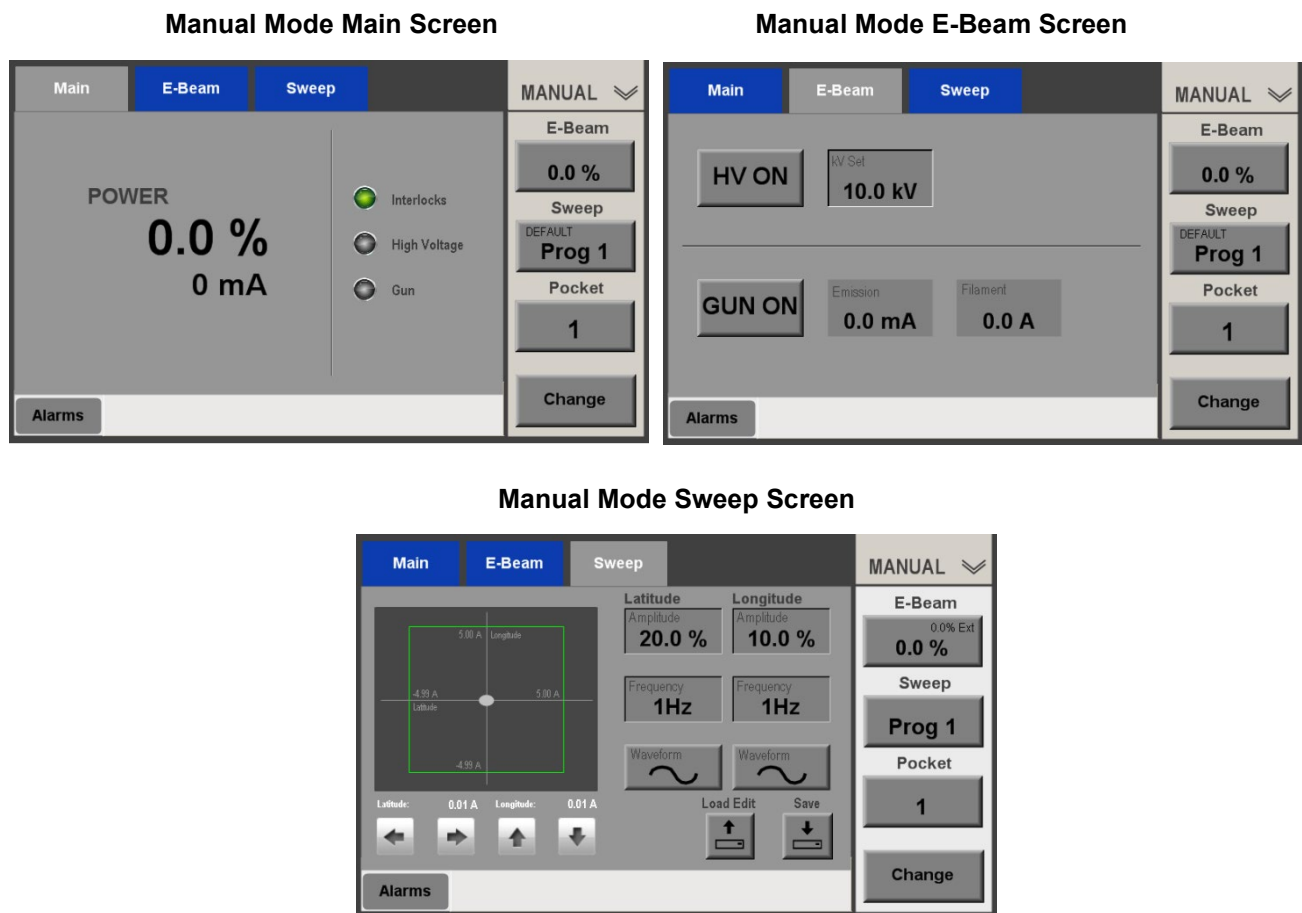 Manual Mode Main Screen
Manual Mode E-Beam Screen
Main E-Beam Sweep MANUAL
E-Beam
0.0 %
POWER
0.0 %
0 mA
Interlocks
High Voltage
Gun
Sweep
DEFAULT
Prog 1
Pocket
1
Change
Alarms
Main E-Beam Sweep MANUAL
HV ON
kV Set
10.0 kV
GUN ON
Emission
0.0 mA
Filament
0.0 A
E-Beam
0.0 %
Sweep
DEFAULT
Prog 1
Pocket
1
Change
Alarms
Manual Mode Sweep Screen
Main E-Beam Sweep MANUAL
5.00 A Longitude
-4.99 A 5.00 A
Latitude
-4.99 A
Latitude: 0.01 A Longitude: 0.01 A
Latitude Longitude
Amplitude Amplitude
20.0 % 10.0 %
Frequency Frequency
1Hz 1Hz
Waveform Waveform
Load Edit Save
E-Beam
0.0% Ext
0.0 %
Sweep
Prog 1
Pocket
1
Change
Alarms